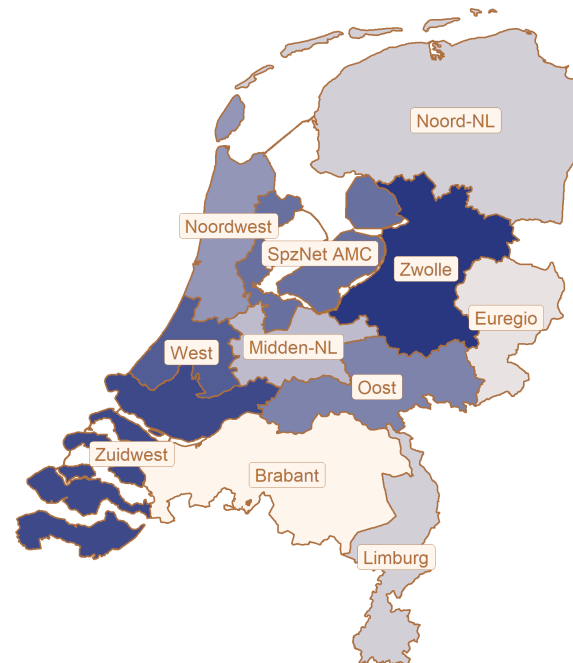 Noord-NL
Noordwest
SpzNet AMC
Zwolle
Euregio
West
Midden-NL
Oost
Zuidwest
Brabant
Limburg